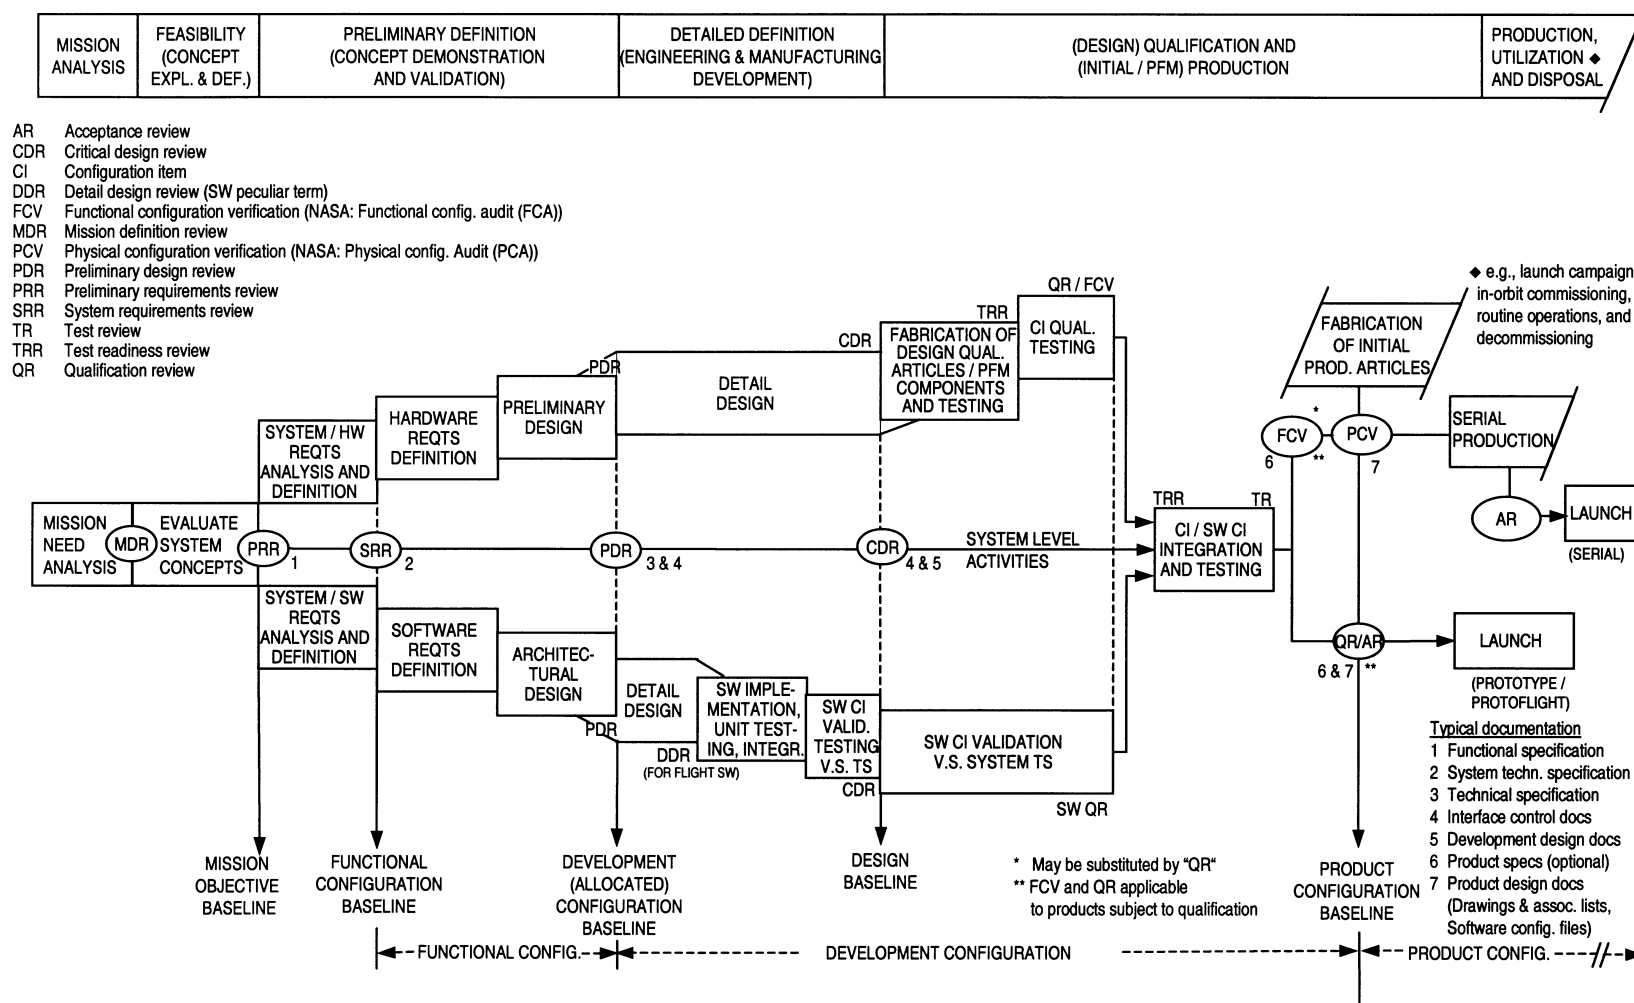 MISSION
ANALYSIS
FEASIBILITY
(CONCEPT
EXPL. & DEF.)
PRELIMINARY DEFINITION
(CONCEPT DEMONSTRATION
AND VALIDATION)
DETAILED DEFINITION
(ENGINEERING & MANUFACTURING
DEVELOPMENT)
(DESIGN) QUALIFICATION AND
(INITIAL / PFM) PRODUCTION
PRODUCTION,
UTILIZATION ◆
AND DISPOSAL
AR Acceptance review
CDR Critical design review
CI Configuration item
DDR Detail design review (SW peculiar term)
FCV Functional configuration verification (NASA: Functional config. audit (FCA))
MDR Mission definition review
PCV Physical configuration verification (NASA: Physical config. Audit (PCA))
PDR Preliminary design review
PRR Preliminary requirements review
SRR System requirements review
TR Test review
TRR Test readiness review
QR Qualification review
◆ e.g., launch campaign
in-orbit commissioning,
routine operations, and
decommissioning
QR / FCV
TRR
CDR
PDR
CI QUAL.
TESTING
FABRICATION OF
DESIGN QUAL.
ARTICLES / PFM
COMPONENTS
AND TESTING
DETAIL
DESIGN
PRELIMINARY
DESIGN
HARDWARE
REQTS
DEFINITION
SYSTEM / HW
REQTS
ANALYSIS AND
DEFINITION
FABRICATION
OF INITIAL
PROD. ARTICLES
*
FCV
**
6
PCV
7
SERIAL
PRODUCTION
AR
LAUNCH
(SERIAL)
MISSION
NEED
ANALYSIS
MDR
EVALUATE
SYSTEM
CONCEPTS
PRR
1
SRR
2
PDR
3 & 4
CDR
4 & 5
SYSTEM LEVEL
ACTIVITIES
TRR
TR
CI / SW CI
INTEGRATION
AND TESTING
SYSTEM / SW
REQTS
ANALYSIS AND
DEFINITION
SOFTWARE
REQTS
DEFINITION
ARCHITEC-
TURAL
DESIGN
PDR
DETAIL
DESIGN
DDR
(FOR FLIGHT SW)
SW IMPLE-
MENTATION,
UNIT TEST-
ING, INTEGR.
SW CI
VALID.
TESTING
V.S. TS
CDR
SW CI VALIDATION
V.S. SYSTEM TS
SW QR
QR/AR
6 & 7 **
LAUNCH
(PROTOTYPE /
PROTOFLIGHT)
Typical documentation
1 Functional specification
2 System techn. specification
3 Technical specification
4 Interface control docs
5 Development design docs
6 Product specs (optional)
7 Product design docs
(Drawings & assoc. lists,
Software config. files)
MISSION
OBJECTIVE
BASELINE
FUNCTIONAL
CONFIGURATION
BASELINE
DEVELOPMENT
(ALLOCATED)
CONFIGURATION
BASELINE
DESIGN
BASELINE
* May be substituted by “QR“
** FCV and QR applicable
to products subject to qualification
PRODUCT
CONFIGURATION
BASELINE
FUNCTIONAL CONFIG.
DEVELOPMENT CONFIGURATION
PRODUCT CONFIG.